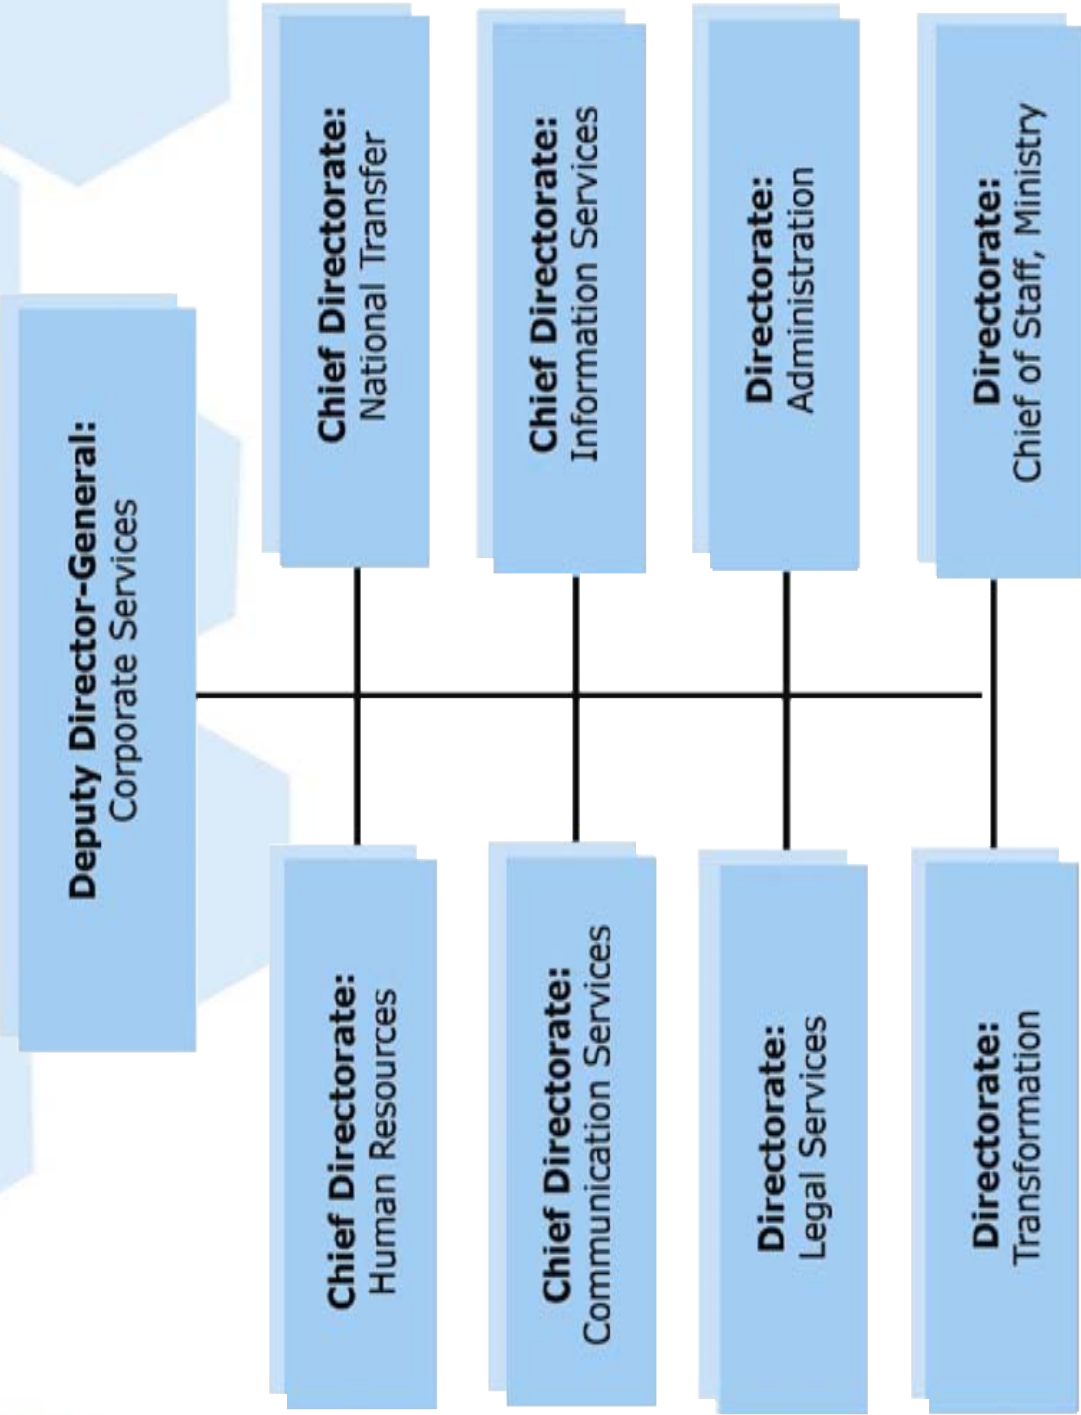 Deputy Director-General:
Corporate Services
Chief Directorate:
Human Resources
Chief Directorate:
National Transfer
Chief Directorate:
Communication Services
Chief Directorate:
Information Services
Directorate:
Legal Services
Directorate:
Administration
Directorate:
Transformation
Directorate:
Chief of Staff, Ministry